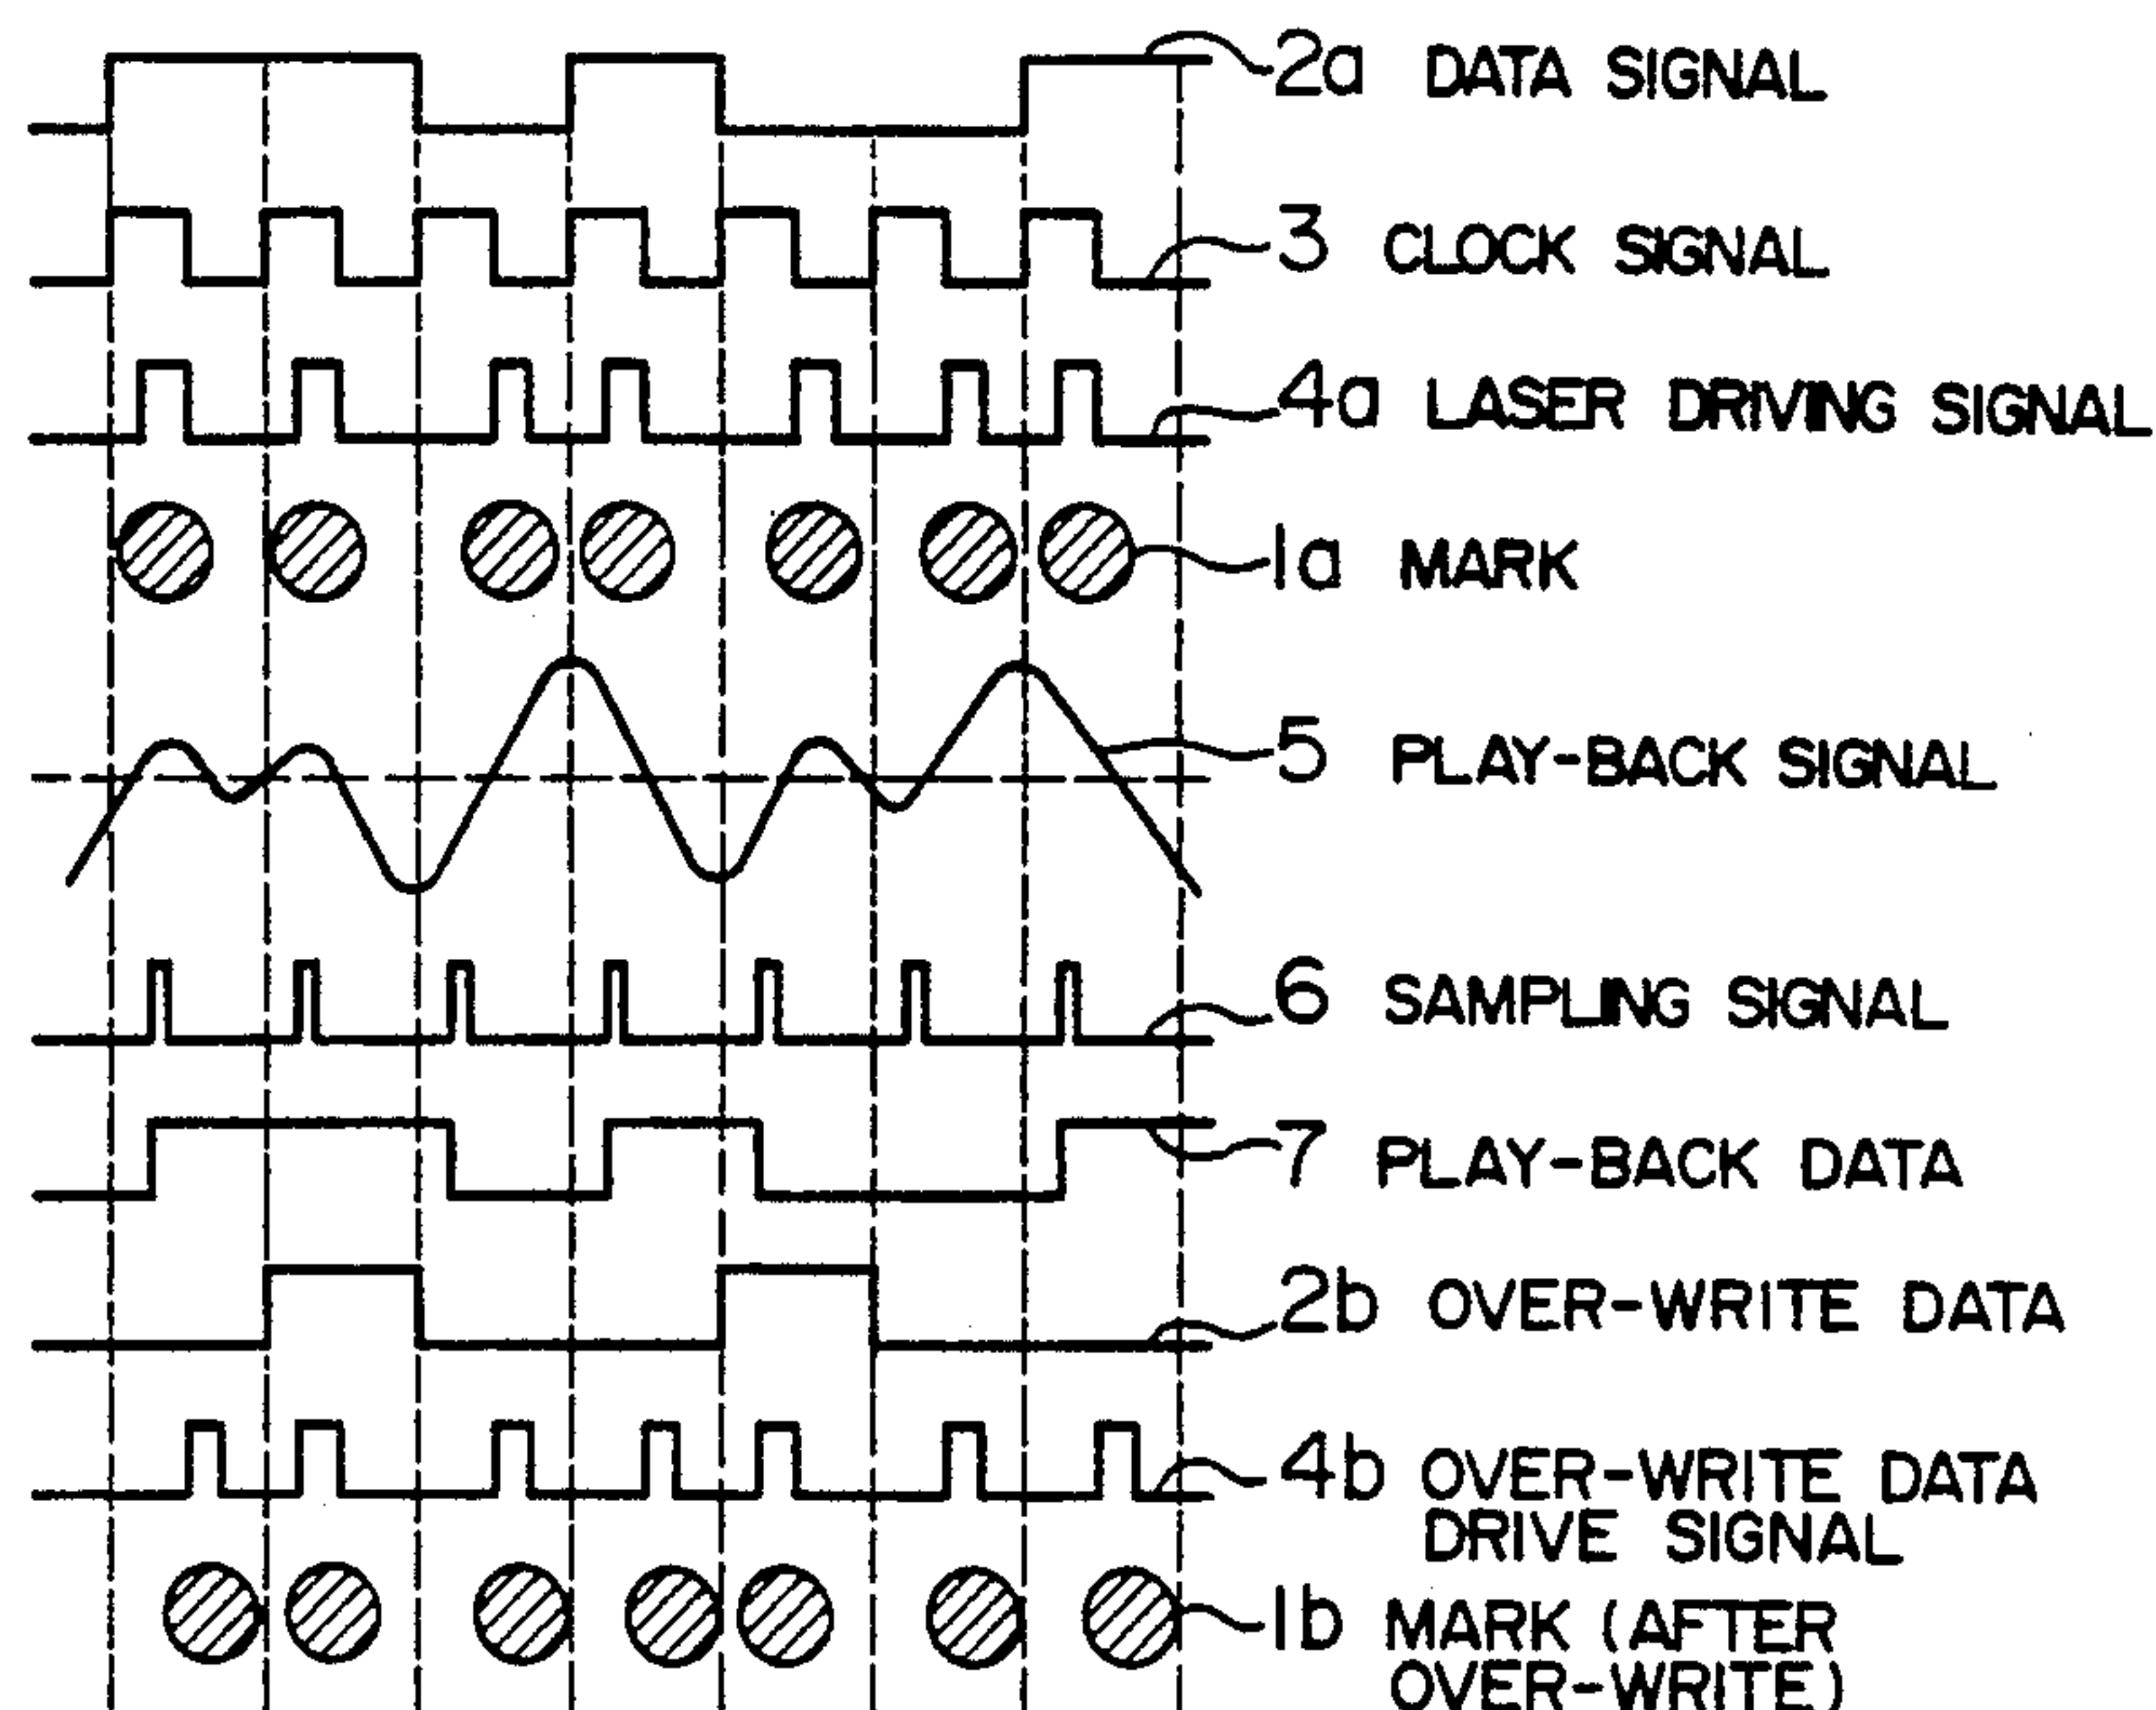 2a DATA SIGNAL
3 CLOCK SIGNAL
4a LASER DRIVING SIGNAL
1a MARK
5 PLAY-BACK SIGNAL
6 SAMPLING SIGNAL
7 PLAY-BACK DATA
2b OVER-WRITE DATA
4b OVER-WRITE DATA
DRIVE SIGNAL
1b MARK (AFTER
OVER-WRITE)